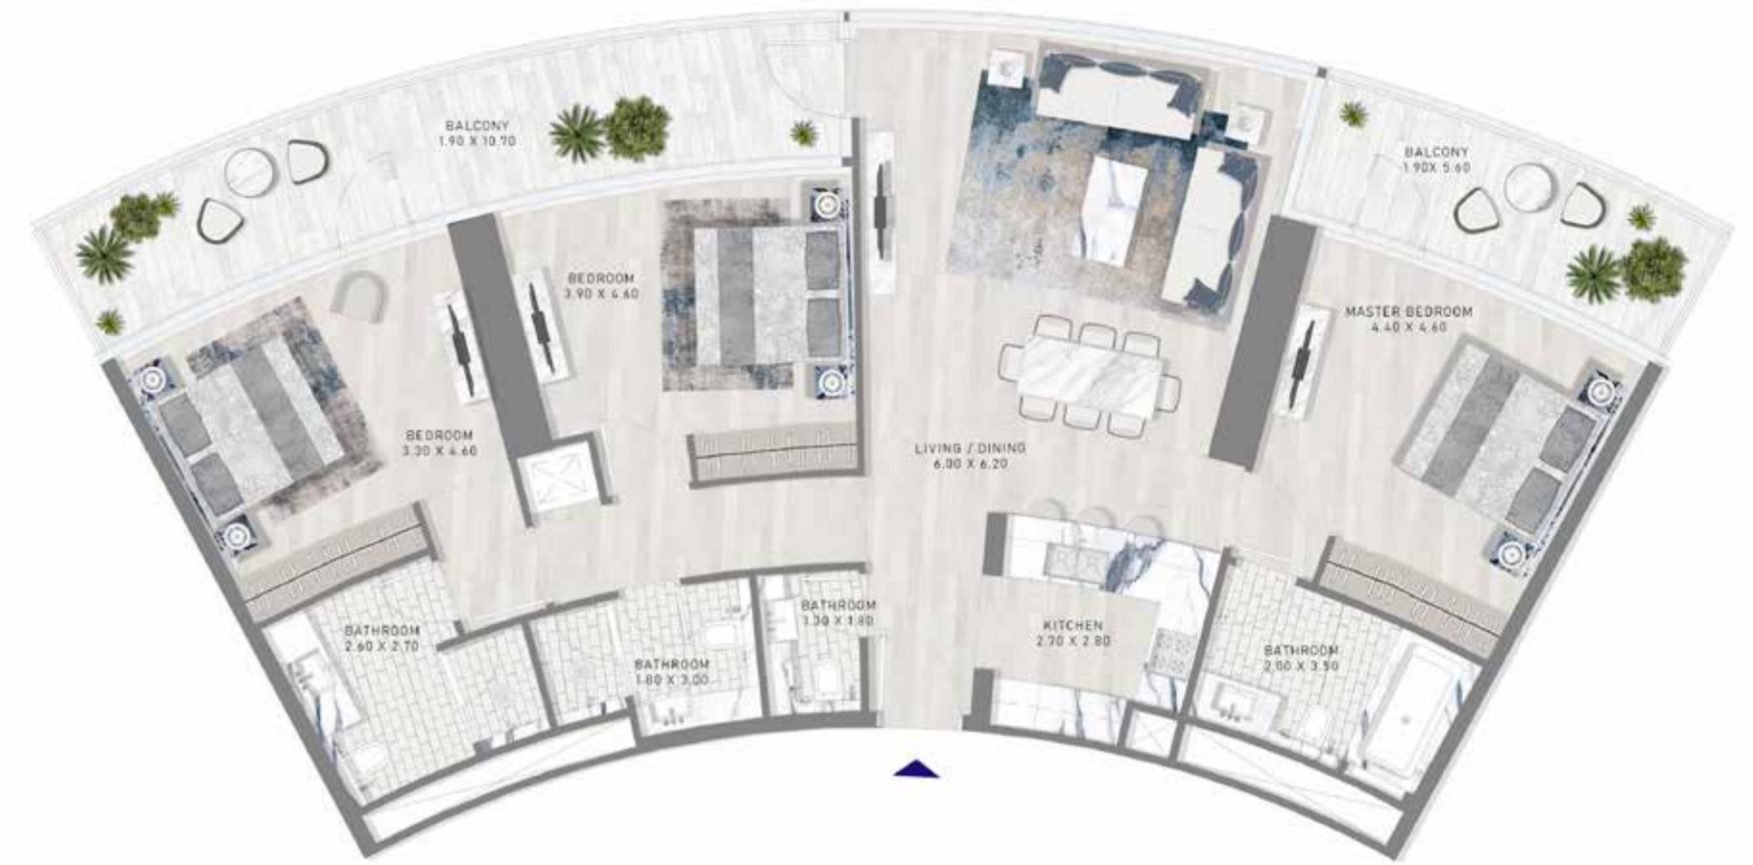 BALCONY
1.90 X 10.70
BALCONY
1.90X 5.60
BEDROOM
3.90 X 4.60
MASTER BEDROOM
4.40 X 4.60
BEDROOM
3.30 X 4.60
LIVING / DINING
6.00 X 6.20
BATHROOM
2.60 X 2.70
BATHROOM
1.80 X 3.00
BATHROOM
1.30 X 1.80
KITCHEN
2.70 X 2.80
BATHROOM
2.00 X 3.50